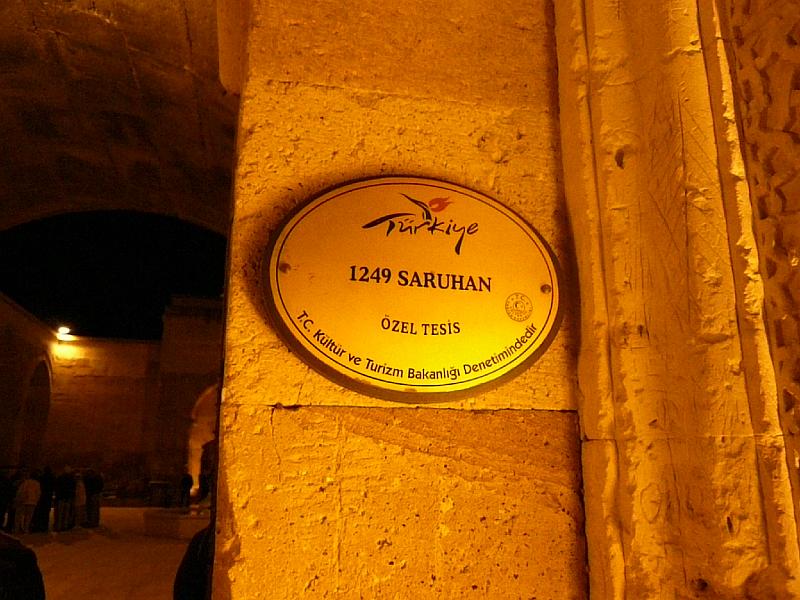 Türkiye
1249 SARUHAN
ÖZEL TESİS
T.C. Kültür ve Turizm Bakanlığı Denetimindedir